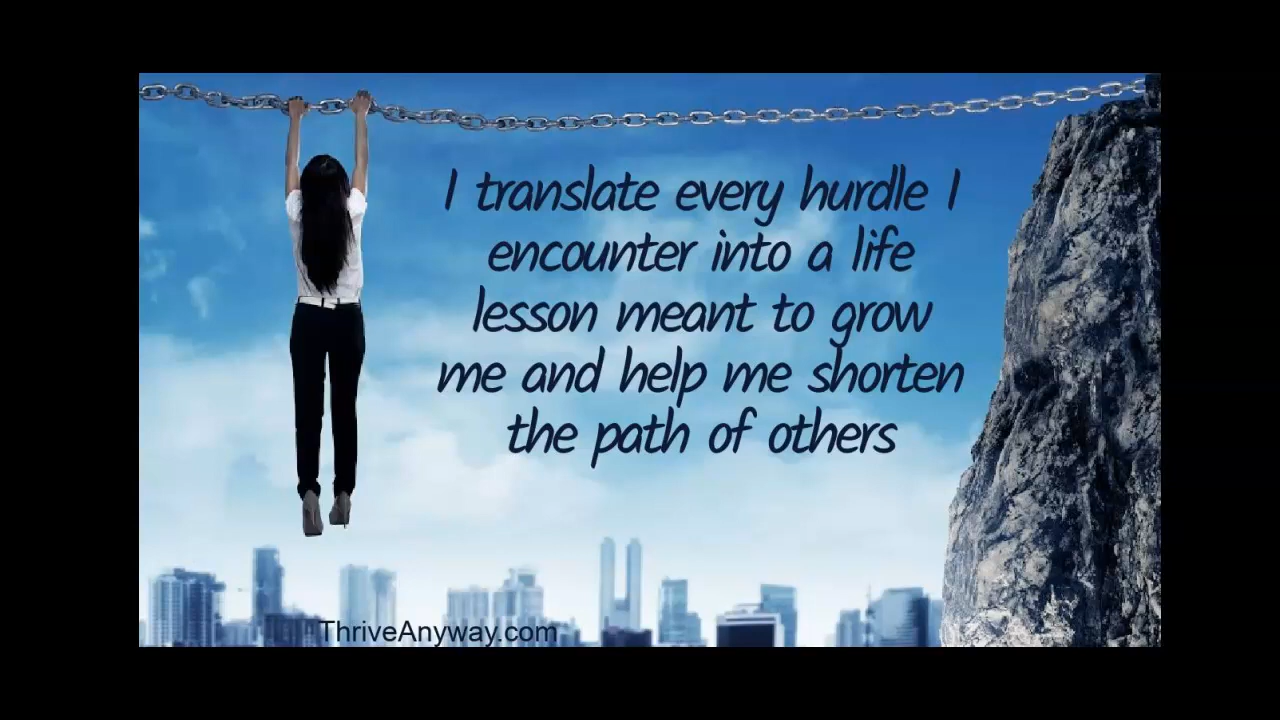 I translate every hurdle I
encounter into a life
lesson meant to grow
me and help me shorten
the path of others
ThriveAnyway.com